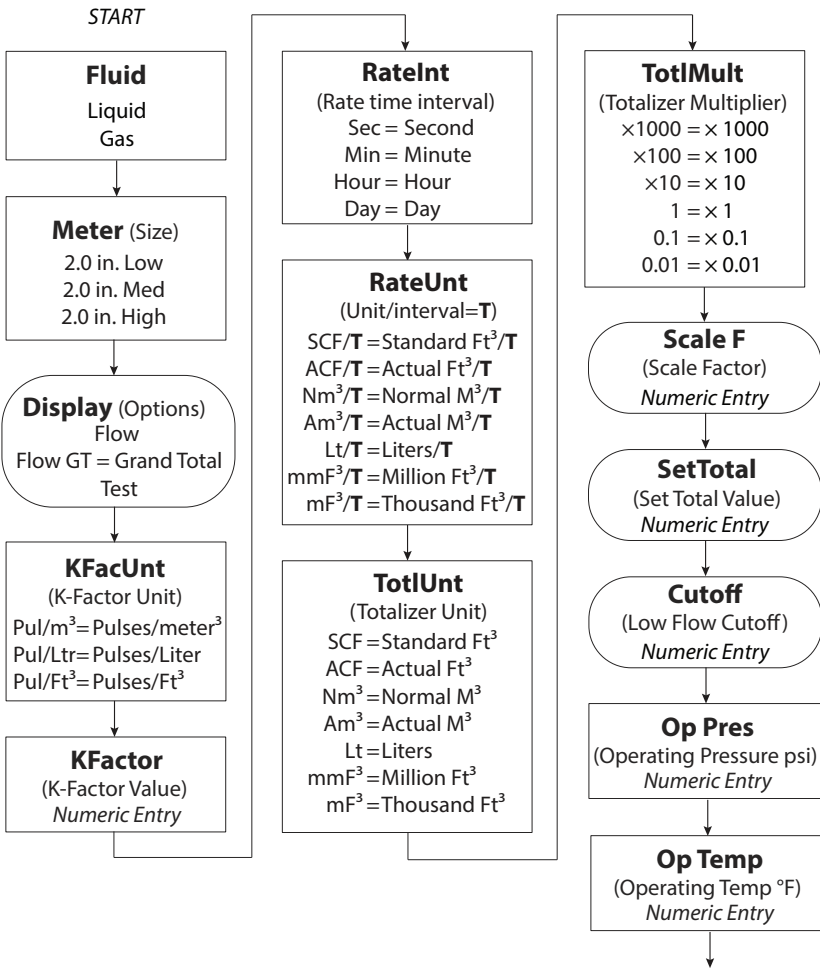 START
Fluid
Liquid
Gas
Meter (Size)
2.0 in. Low
2.0 in. Med
2.0 in. High
Display (Options)
Flow
Flow GT = Grand Total
Test
KFacUnt
(K-Factor Unit)
Pul/m³=Pulses/meter³
Pul/Ltr=Pulses/Liter
Pul/Ft³=Pulses/Ft³
KFactor
(K-Factor Value)
Numeric Entry
RateInt
(Rate time interval)
Sec = Second
Min = Minute
Hour = Hour
Day = Day
RateUnt
(Unit/interval=T)
SCF/T =Standard Ft³/T
ACF/T =Actual Ft³/T
Nm³/T =Normal M³/T
Am³/T =Actual M³/T
Lt/T =Liters/T
mmF³/T =Million Ft³/T
mF³/T =Thousand Ft³/T
TotlUnt
(Totalizer Unit)
SCF =Standard Ft³
ACF =Actual Ft³
Nm³ =Normal M³
Am³ =Actual M³
Lt =Liters
mmF³ =Million Ft³
mF³ =Thousand Ft³
TotlMult
(Totalizer Multiplier)
×1000 = × 1000
×100 = × 100
×10 = × 10
1 = × 1
0.1 = × 0.1
0.01 = × 0.01
Scale F
(Scale Factor)
Numeric Entry
SetTotal
(Set Total Value)
Numeric Entry
Cutoff
(Low Flow Cutoff)
Numeric Entry
Op Pres
(Operating Pressure psi)
Numeric Entry
Op Temp
(Operating Temp °F)
Numeric Entry